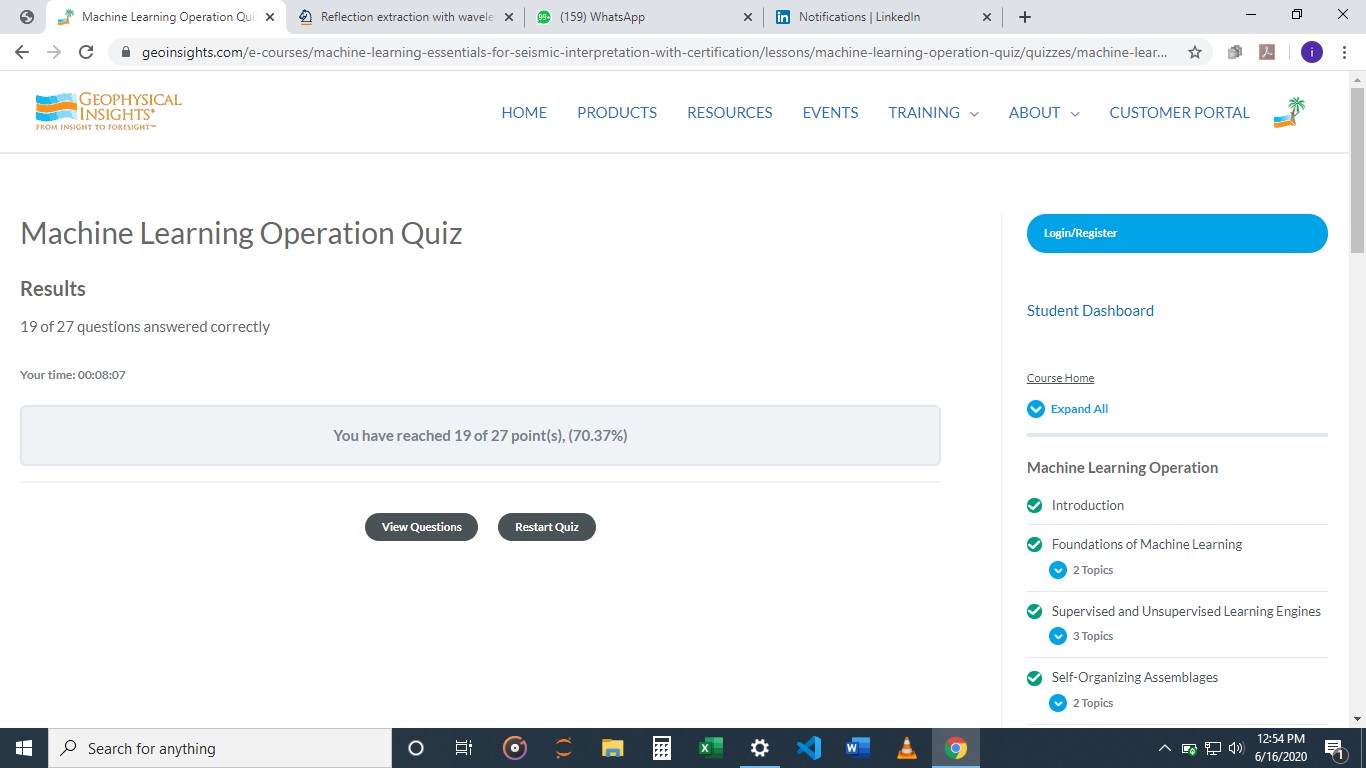 Machine Learning Operation Qui
Reflection extraction with wavele
(159) WhatsApp
Notifications | LinkedIn
geoinsights.com/e-courses/machine-learning-essentials-for-seismic-interpretation-with-certification/lessons/machine-learning-operation-quiz/quizzes/machine-lear...
i
GEOPHYSICAL
INSIGHTS®
FROM INSIGHT TO FORESIGHT™
HOME PRODUCTS RESOURCES EVENTS TRAINING ABOUT CUSTOMER PORTAL
Machine Learning Operation Quiz
Results
19 of 27 questions answered correctly
Your time: 00:08:07
You have reached 19 of 27 point(s), (70.37%)
View Questions
Restart Quiz
Login/Register
Student Dashboard
Course Home
Expand All
Machine Learning Operation
Introduction
Foundations of Machine Learning
2 Topics
Supervised and Unsupervised Learning Engines
3 Topics
Self-Organizing Assemblages
2 Topics
Search for anything
12:54 PM
6/16/2020
1